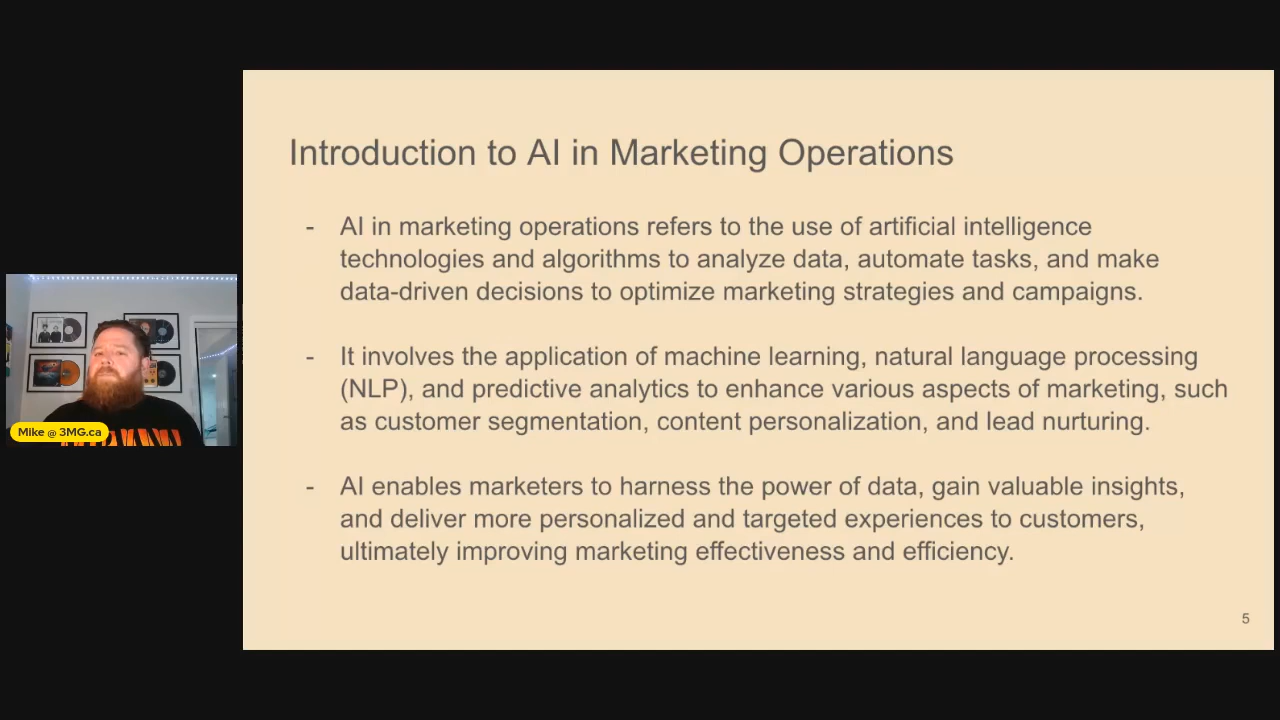 Introduction to AI in Marketing Operations
- AI in marketing operations refers to the use of artificial intelligence
technologies and algorithms to analyze data, automate tasks, and make
data-driven decisions to optimize marketing strategies and campaigns.
- It involves the application of machine learning, natural language processing
(NLP), and predictive analytics to enhance various aspects of marketing, such
as customer segmentation, content personalization, and lead nurturing.
- AI enables marketers to harness the power of data, gain valuable insights,
and deliver more personalized and targeted experiences to customers,
ultimately improving marketing effectiveness and efficiency.
5
Mike @ 3MG.ca